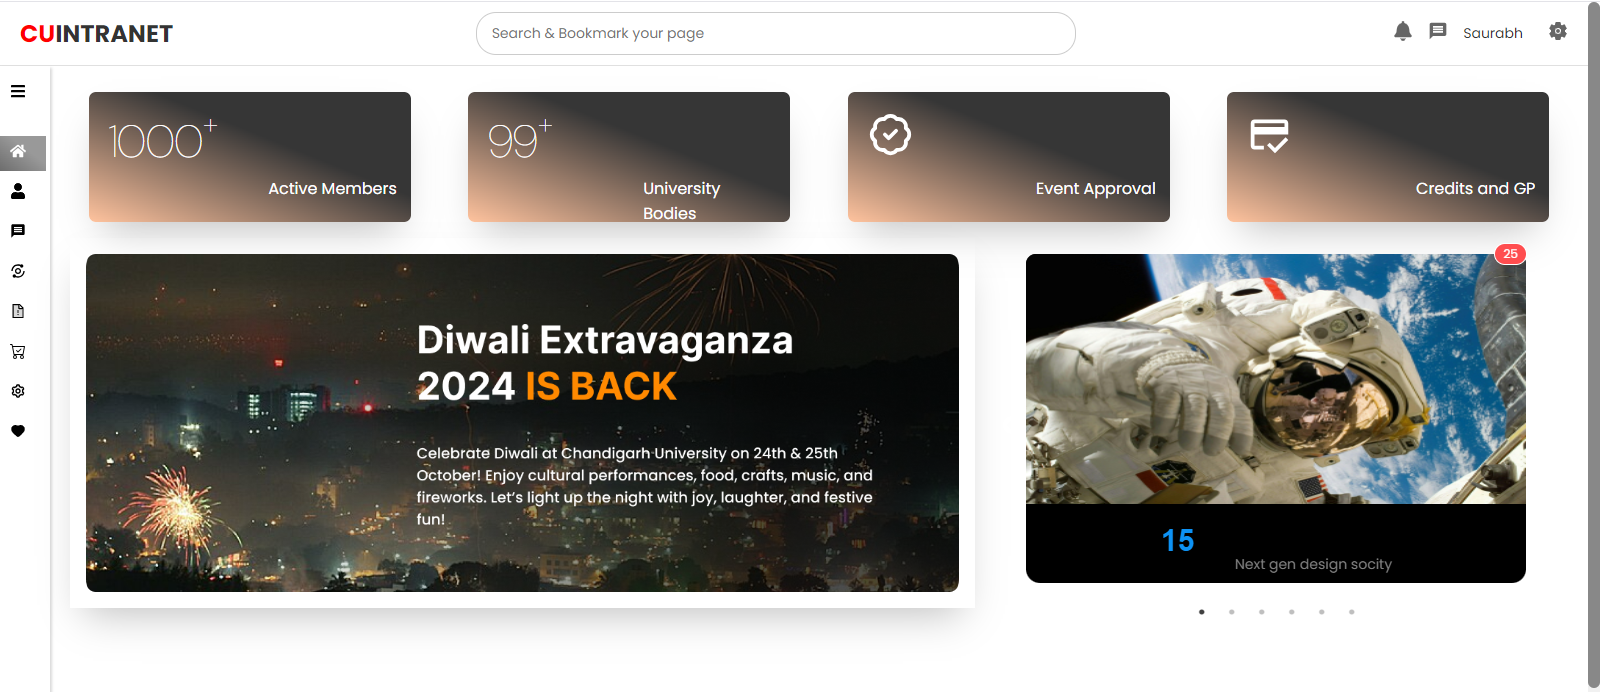 CUINTRANET
Search & Bookmark your page
Saurabh
1000+
Active Members
99+
University
Bodies
Event Approval
Credits and GP
Diwali Extravaganza
2024 IS BACK
Celebrate Diwali at Chandigarh University on 24th & 25th
October! Enjoy cultural performances, food, crafts, music, and
fireworks. Let's light up the night with joy, laughter, and festive
fun!
25
15
Next gen design socity